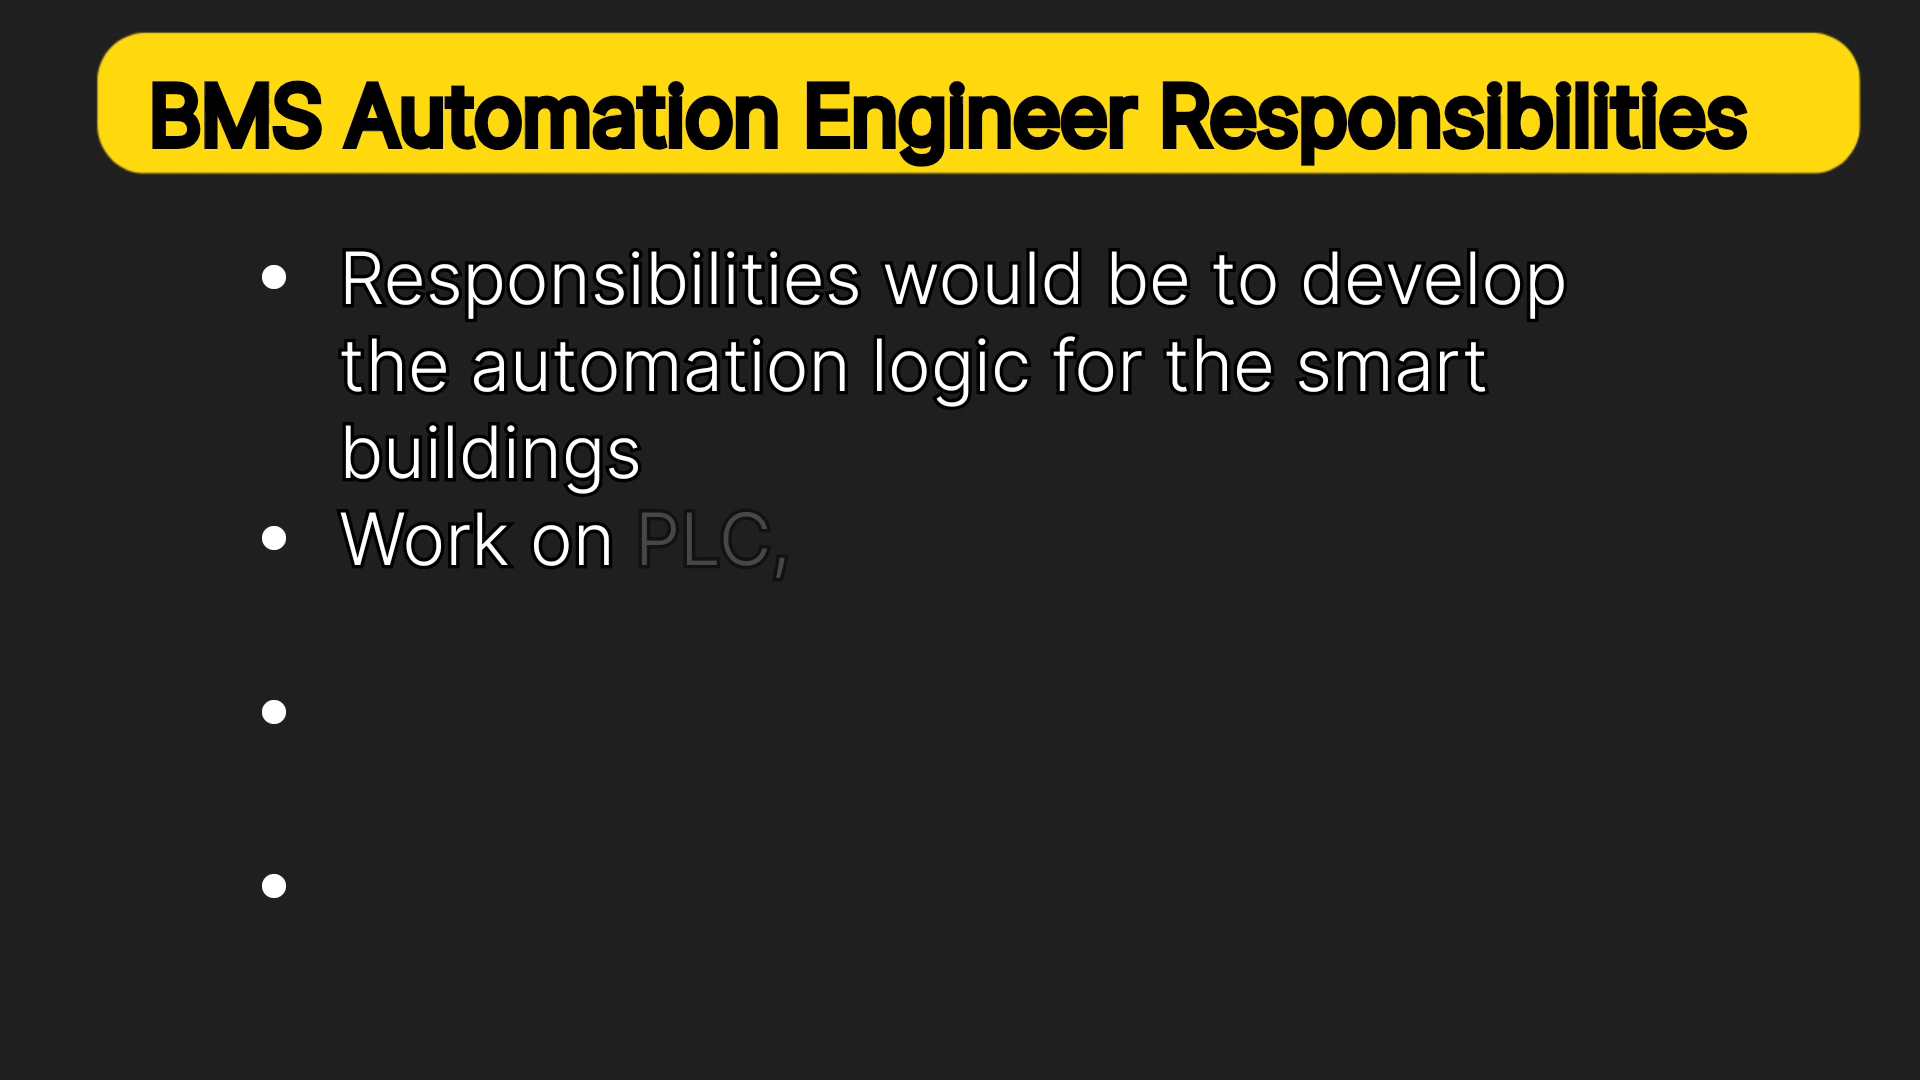 BMS Automation Engineer Responsibilities
• Responsibilities would be to develop
the automation logic for the smart
buildings
• Work on PLC,
•
•